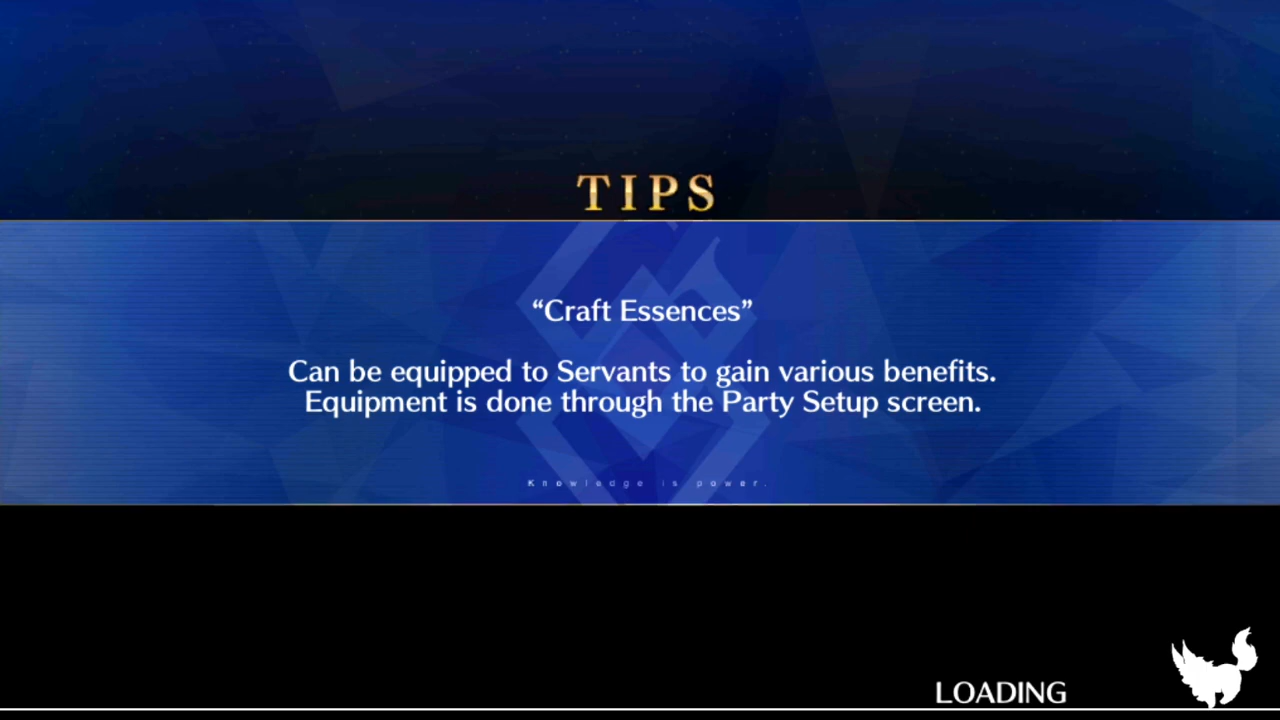 TIPS
“Craft Essences”
Can be equipped to Servants to gain various benefits.
Equipment is done through the Party Setup screen.
Knowledge is power.
LOADING